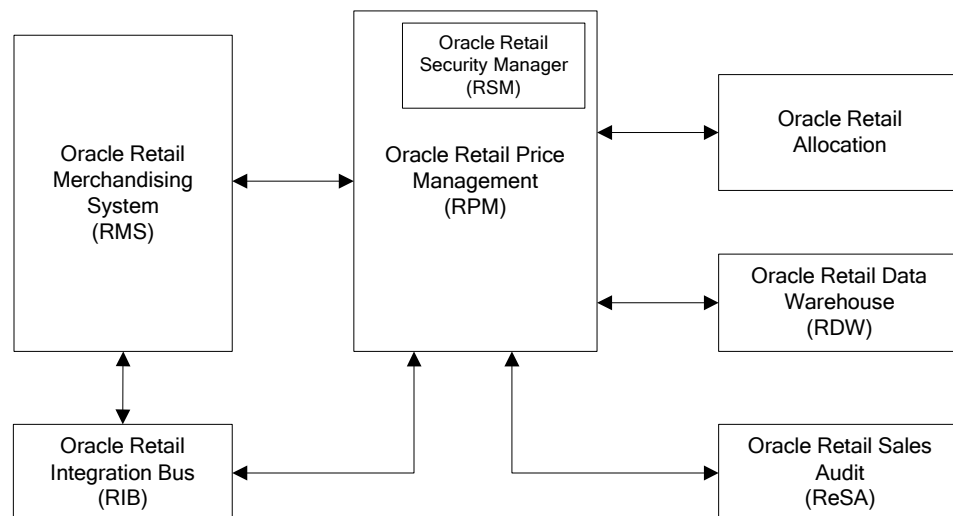 Oracle Retail
Merchandising
System
(RMS)
Oracle Retail
Security Manager
(RSM)
Oracle Retail Price
Management
(RPM)
Oracle Retail
Allocation
Oracle Retail Data
Warehouse
(RDW)
Oracle Retail
Integration Bus
(RIB)
Oracle Retail Sales
Audit
(ReSA)